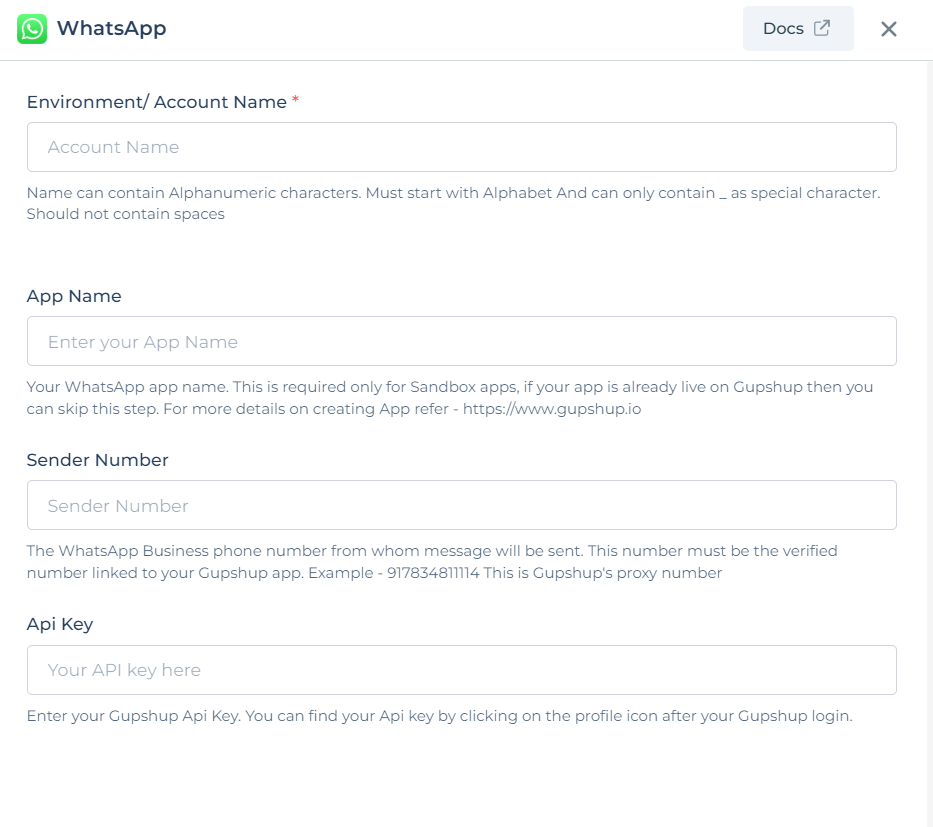 WhatsApp
Docs
Environment/ Account Name *
Account Name
Name can contain Alphanumeric characters. Must start with Alphabet And can only contain _ as special character.
Should not contain spaces
App Name
Enter your App Name
Your WhatsApp app name. This is required only for Sandbox apps, if your app is already live on Gupshup then you
can skip this step. For more details on creating App refer - https://www.gupshup.io
Sender Number
Sender Number
The WhatsApp Business phone number from whom message will be sent. This number must be the verified
number linked to your Gupshup app. Example - 917834811114 This is Gupshup's proxy number
Api Key
Your API key here
Enter your Gupshup Api Key. You can find your Api key by clicking on the profile icon after your Gupshup login.